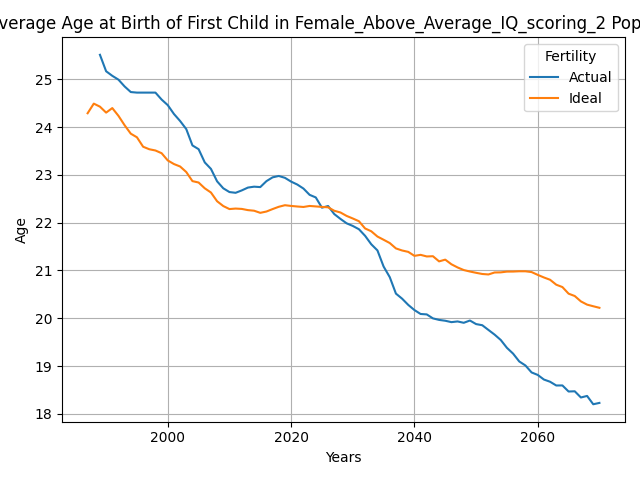 verage Age at Birth of First Child in Female_Above_Average_IQ_scoring_2 Pop
Fertility
Actual
Ideal
25
24
23
22
21
20
19
18
Age
2000
2020
2040
2060
Years